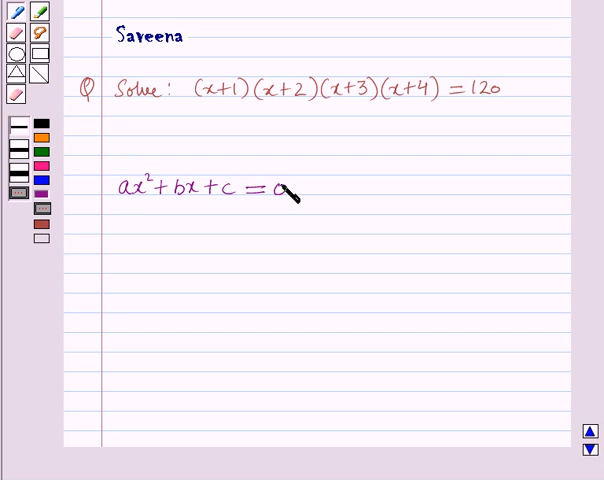 Saveena
Q Solve: (x+1)(x+2)(x+3)(x+4) = 120
ax²+bx+c = 0